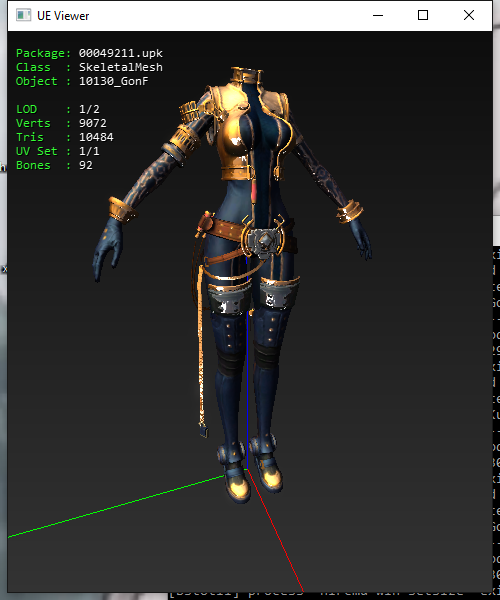 UE Viewer
Package: 00049211.upk
Class : SkeletalMesh
Object : 10130_GonF
LOD : 1/2
Verts : 9072
Tris : 10484
UV Set : 1/1
Bones : 92